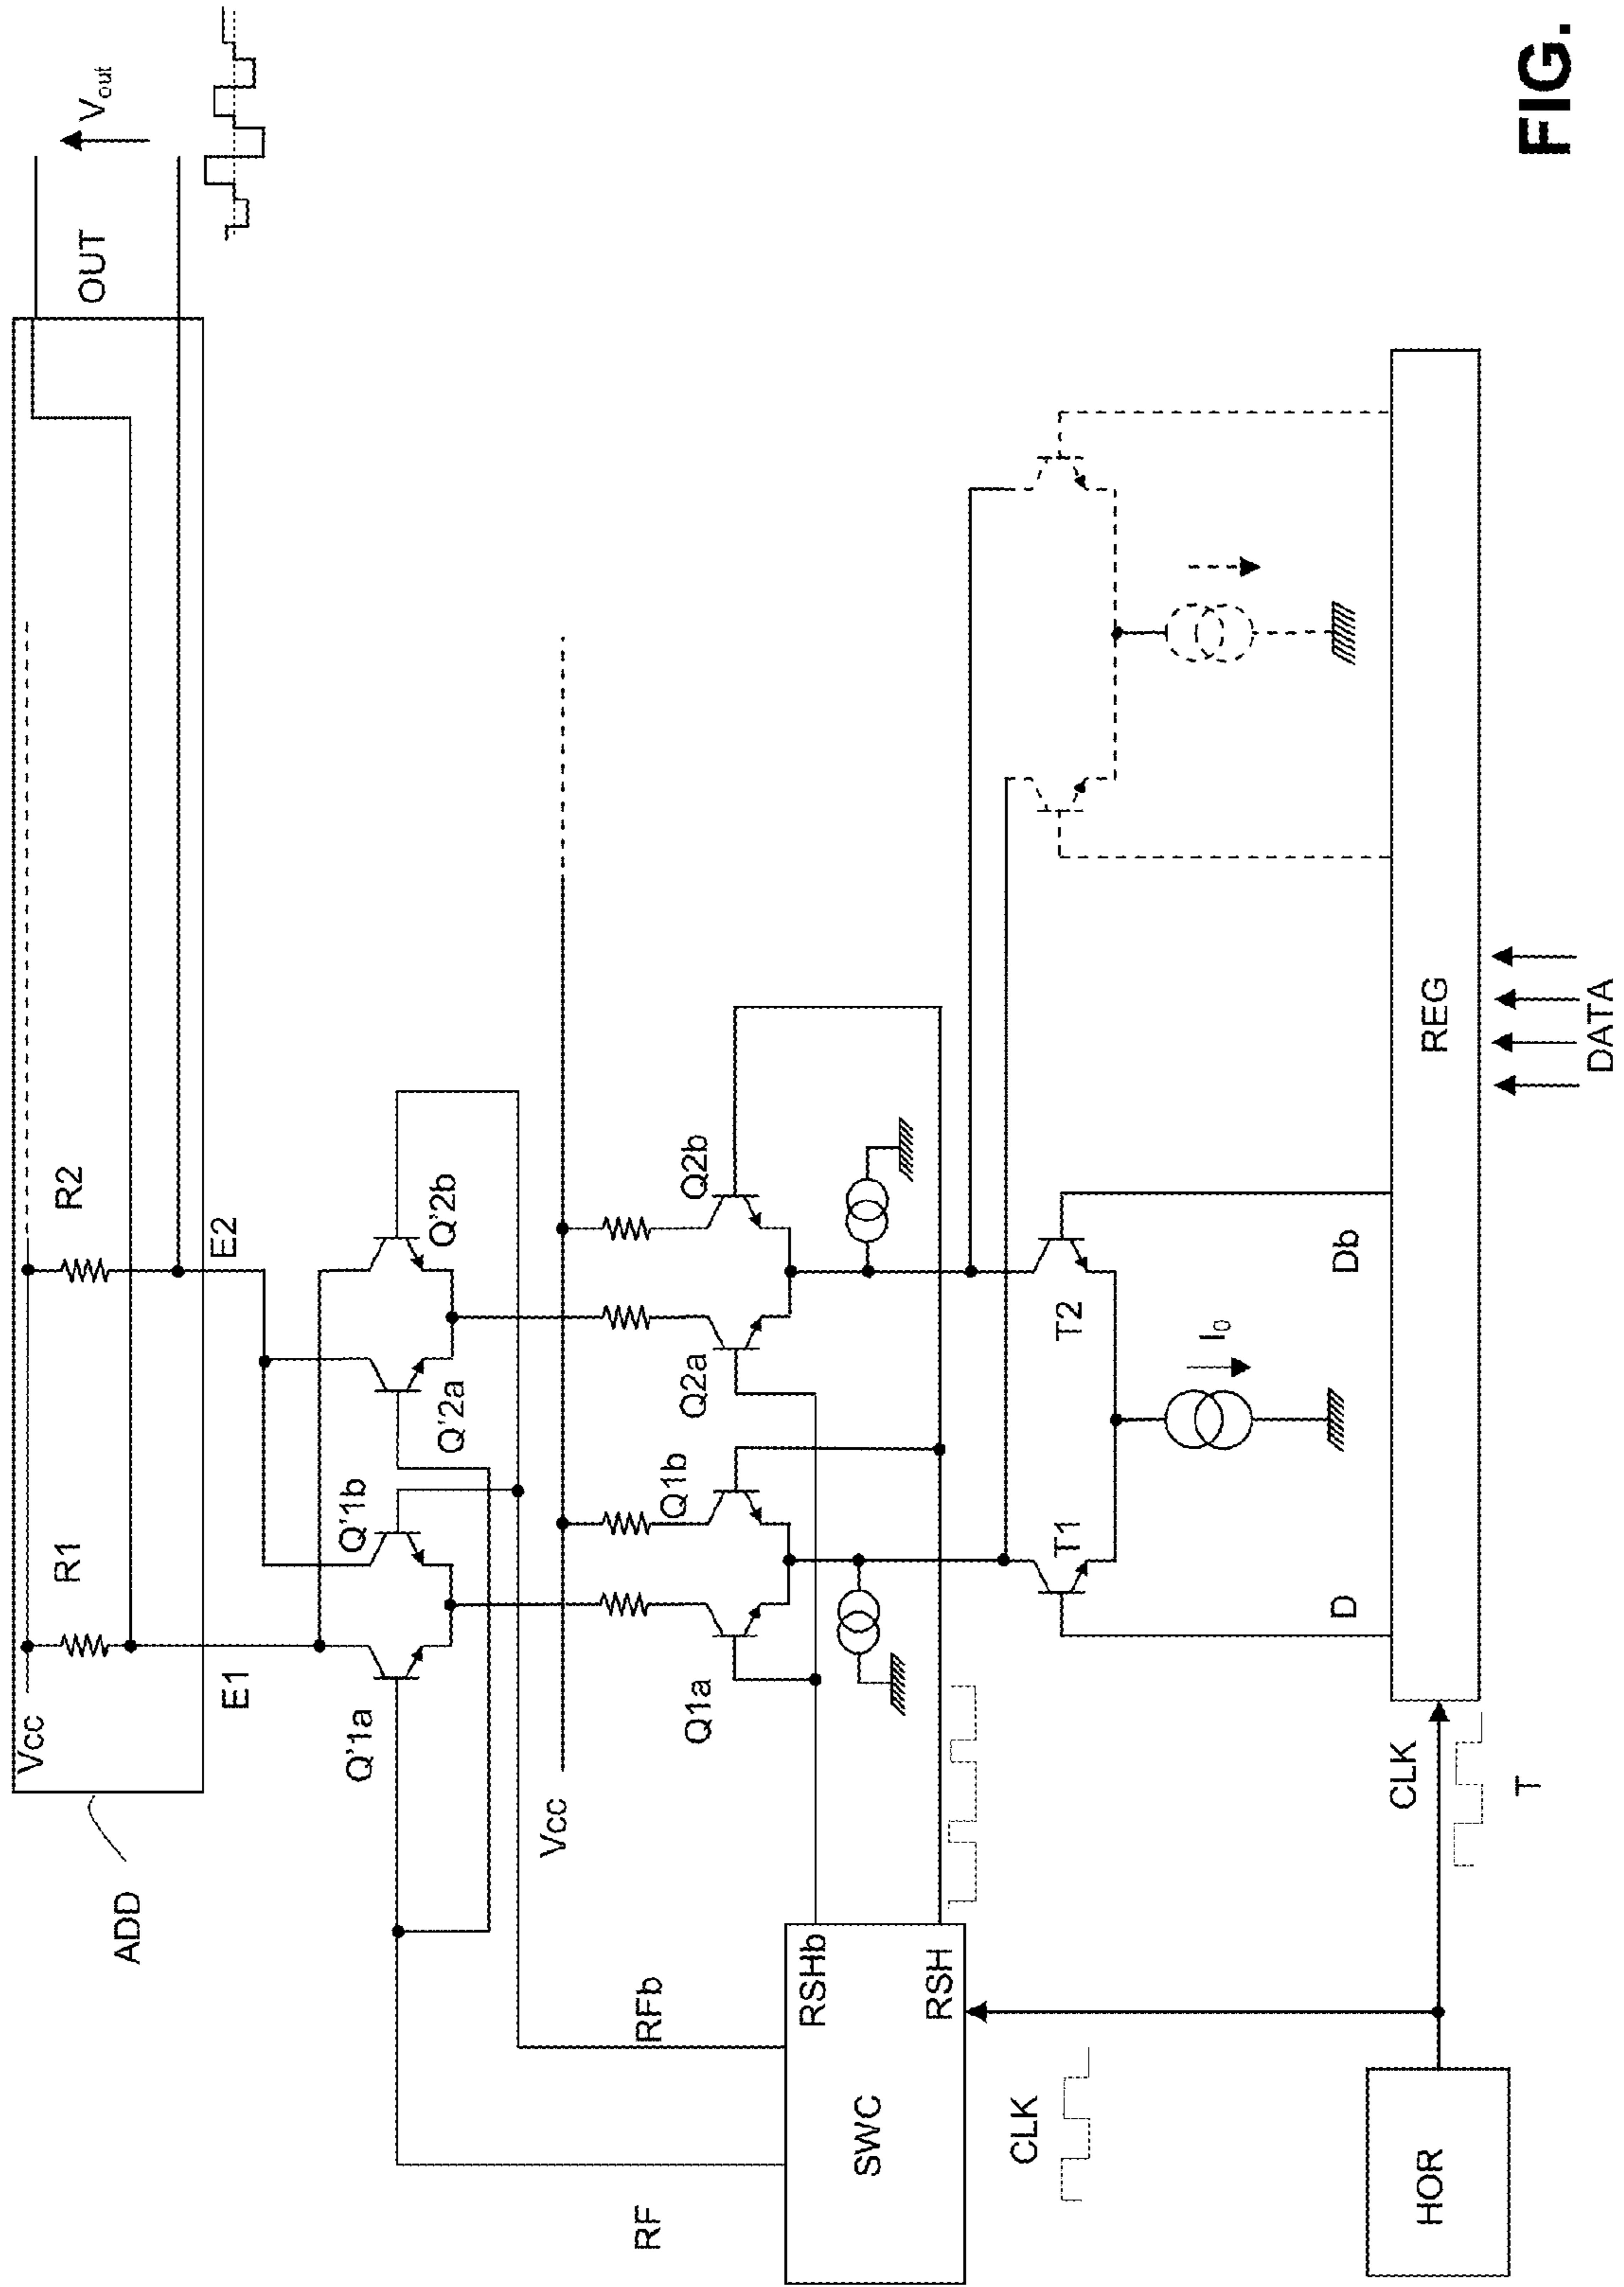 FIG.
Vout
OUT
Vcc
R1
R2
ADD
E1
E2
Q'1a
Q'1b
Q'2a
Q'2b
Vcc
RF
RFb
Q1a
Q1b
Q2a
Q2b
RSHb
RSH
SWC
T1
T2
I0
D
Db
CLK
CLK
T
HOR
REG
DATA